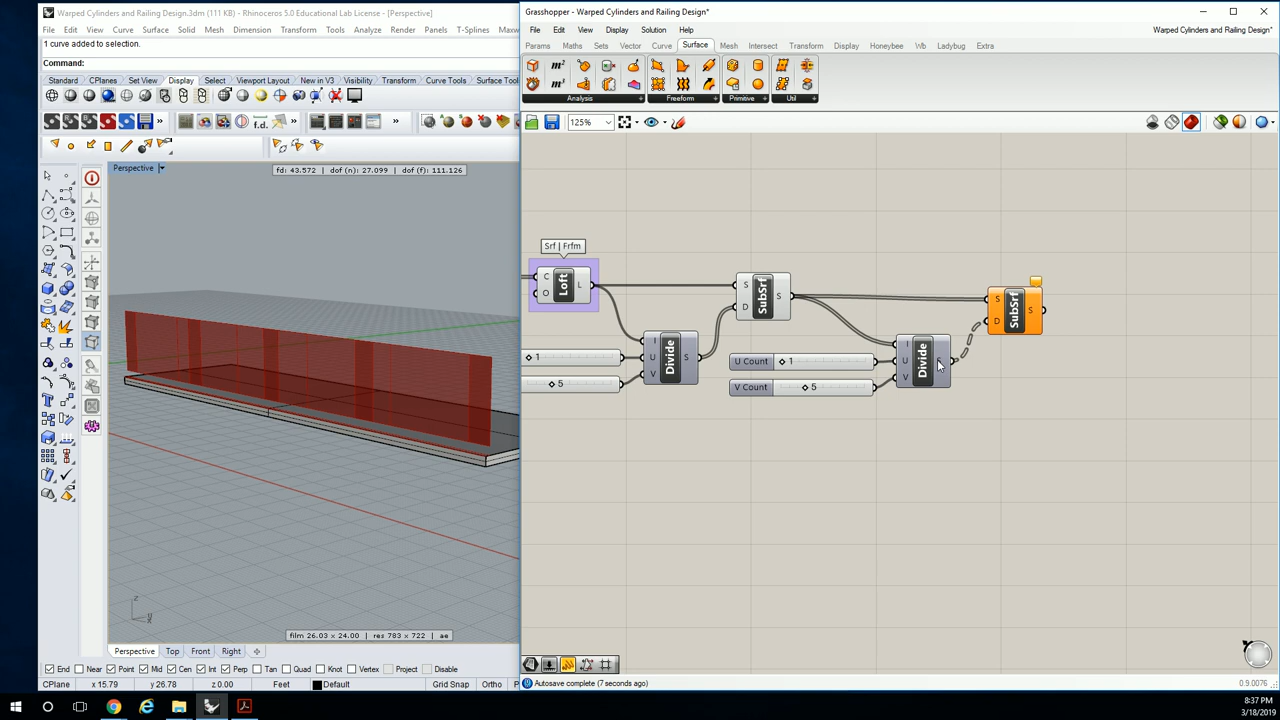 Warped Cylinders and Railing Design.3dm (111 KB) - Rhinoceros 5.0 Educational Lab License - [Perspective]
File Edit View Curve Surface Solid Mesh Dimension Transform Tools Analyze Render Panels T-Splines Maxw
1 curve added to selection.
Command:
Standard CPlanes Set View Display Select Viewport Layout New in V3 Visibility Transform Curve Tools Surface Tools
f.d.
Perspective
fd: 43.572 | dof (n): 27.099 | dof (f): 111.126
z
film 26.03 x 24.00 | res 783 x 722 | ae
Perspective Top Front Right
End Near Point Mid Cen Int Perp Tan Quad Knot Vertex Project Disable
CPlane x 15.79 y 26.78 z 0.00 Feet Default Grid Snap Ortho P
Grasshopper - Warped Cylinders and Railing Design*
File Edit View Display Solution Help Warped Cylinders and Railing Design*
Params Maths Sets Vector Curve Surface Mesh Intersect Transform Display Honeybee Wb Ladybug Extra
m² m³
Analysis Freeform Primitive Util
125%
Srf | Frfm
C O Loft L
1
5
I U V Divide S
S D SubSrf S
U Count 1
V Count 5
I U V Divide S
S D SubSrf S
Autosave complete (7 seconds ago) 0.9.0076
8:37 PM
3/18/2019